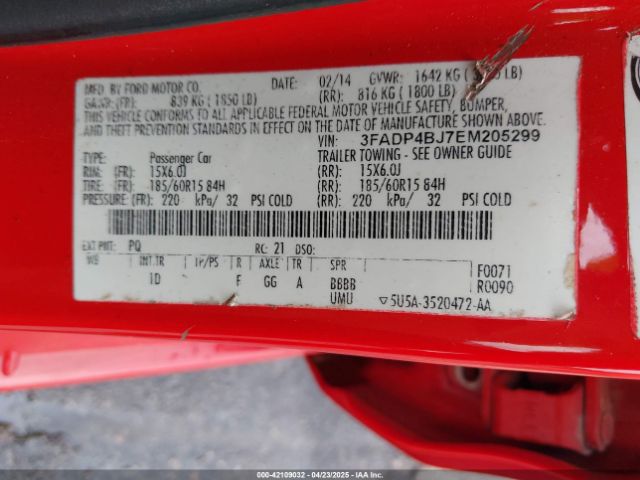 MFD. BY FORD MOTOR CO. DATE: 02/14 GVWR: 1642 KG ( LB)
GAWR: (FR): 839 KG ( 1850 LB) (RR): 816 KG ( 1800 LB)
THIS VEHICLE CONFORMS TO ALL APPLICABLE FEDERAL MOTOR VEHICLE SAFETY, BUMPER,
AND THEFT PREVENTION STANDARDS IN EFFECT ON THE DATE OF MANUFACTURE SHOWN ABOVE.
VIN: 3FADP4BJ7EM205299
TYPE: Passenger Car TRAILER TOWING - SEE OWNER GUIDE
RIM: (FR): 15X6.0J (RR): 15X6.0J
TIRE: (FR): 185/60R15 84H (RR): 185/60R15 84H
PRESSURE: (FR): 220 kPa/ 32 PSI COLD (RR): 220 kPa/ 32 PSI COLD
EXT PNT: PQ RC: 21 DSO:
WB INT.TR TP/PS R AXLE TR SPR F0071
1D F GG A BBBB R0090
UMU 5U5A-3520472-AA
000-42109032 04/23/2025 IAA, Inc.